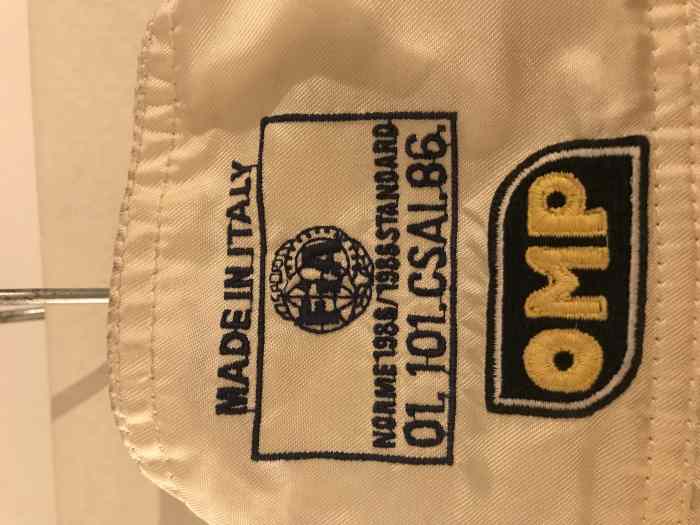 MADE IN ITALY
FIA
NORME 1986/1986 STANDARD
01.101.CSAI.86.
OMP